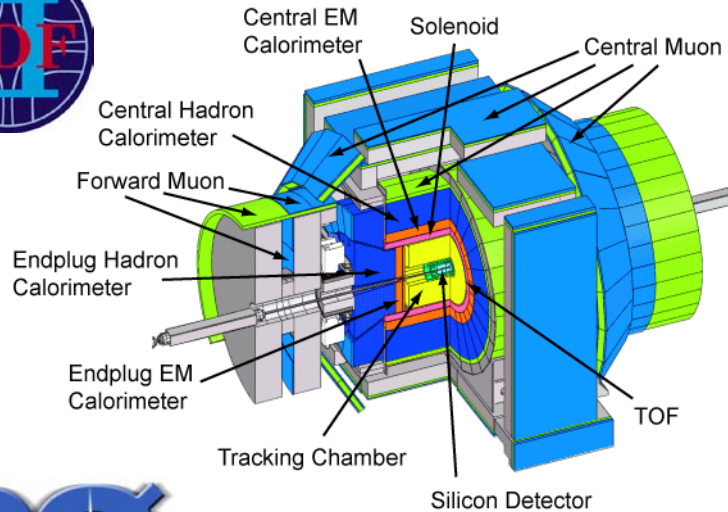 DF
Central EM
Calorimeter
Solenoid
Central Muon
Central Hadron
Calorimeter
Forward Muon
Endplug Hadron
Calorimeter
Endplug EM
Calorimeter
TOF
Tracking Chamber
Silicon Detector